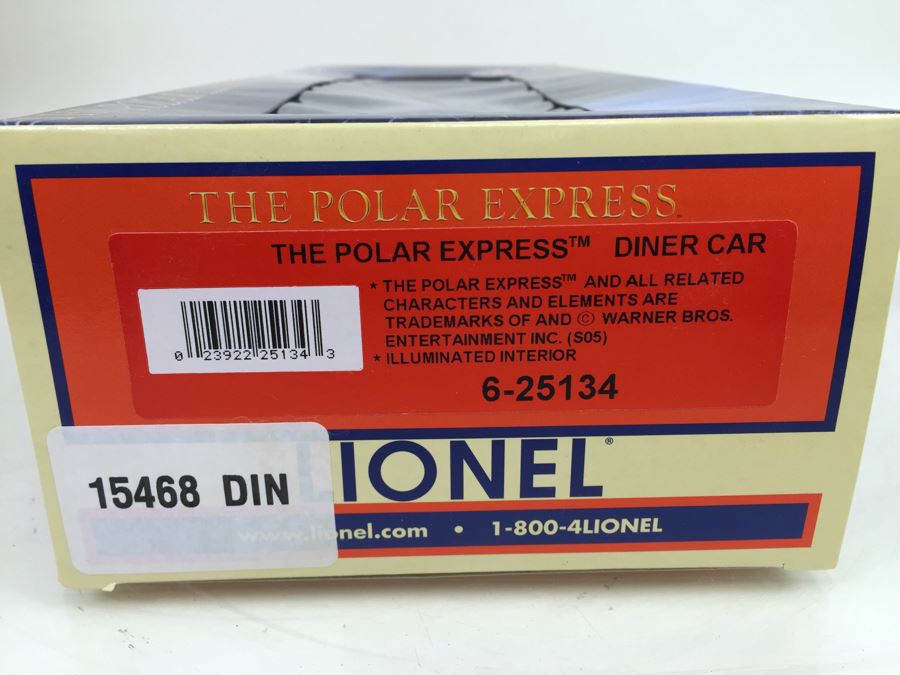 THE POLAR EXPRESS™
THE POLAR EXPRESS™ DINER CAR
* THE POLAR EXPRESS™ AND ALL RELATED
CHARACTERS AND ELEMENTS ARE
TRADEMARKS OF AND © WARNER BROS.
ENTERTAINMENT INC. (S05)
* ILLUMINATED INTERIOR
0 23922 25134 3
6-25134
LIONEL®
15468 DIN
www.lionel.com • 1-800-4LIONEL